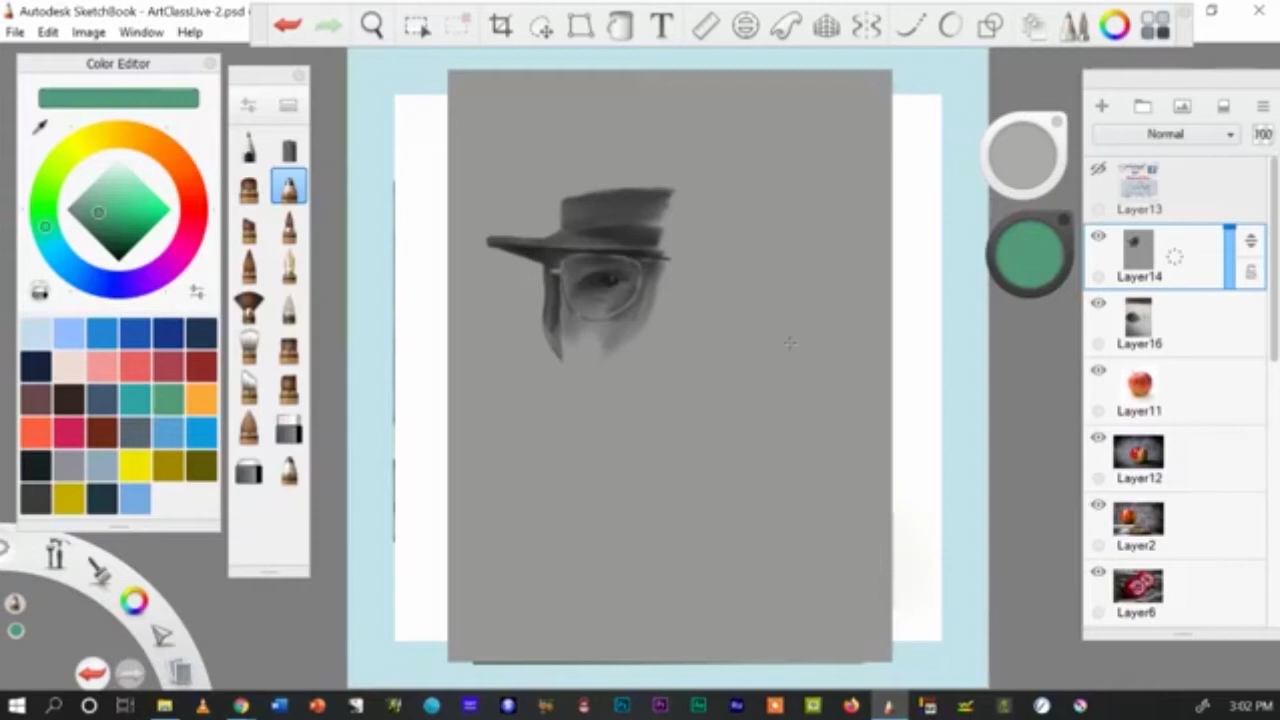 Autodesk SketchBook - ArtClassLive-2.psd
File Edit Image Window Help
T
Color Editor
Normal
100
Layer13
Layer14
Layer16
Layer11
Layer12
Layer2
Layer6
3:02 PM